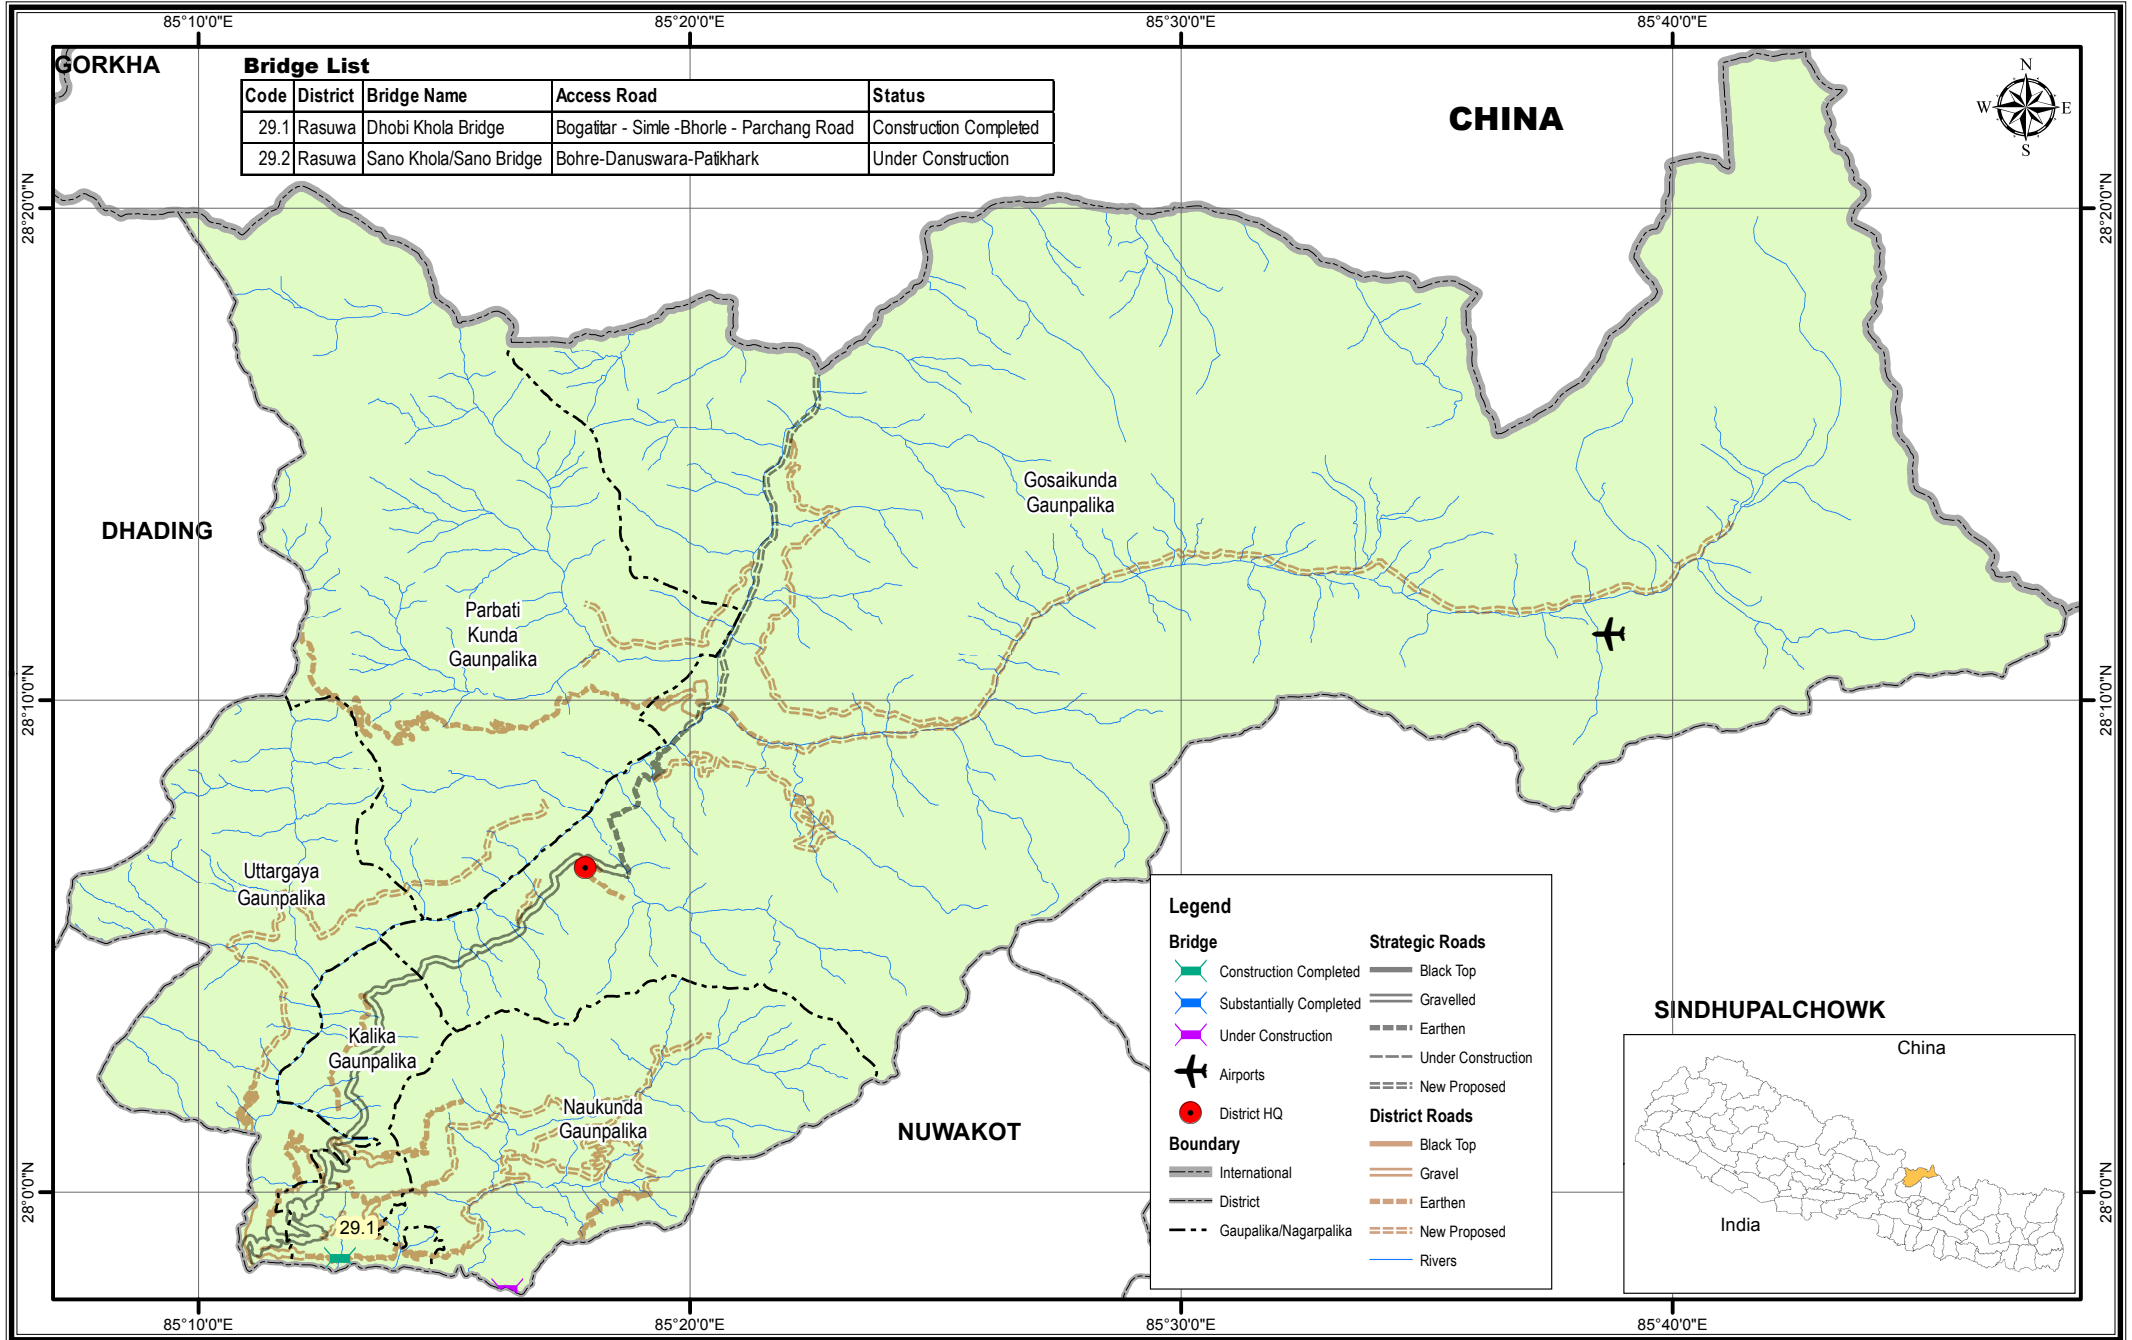 85°10'0"E 85°20'0"E 85°30'0"E 85°40'0"E
GORKHA
Bridge List
Code District Bridge Name Access Road Status
29.1 Rasuwa Dhobi Khola Bridge Bogatitar - Simle -Bhorle - Parchang Road Construction Completed
29.2 Rasuwa Sano Khola/Sano Bridge Bohre-Danuswara-Patikhark Under Construction
CHINA
N
W E
S
28°20'0"N 28°20'0"N
Gosaikunda
Gaunpalika
DHADING
Parbati
Kunda
Gaunpalika
28°10'0"N 28°10'0"N
Uttargaya
Gaunpalika
Kalika
Gaunpalika
Naukunda
Gaunpalika
NUWAKOT
SINDHUPALCHOWK
28°0'0"N 28°0'0"N
29.1
Legend
Bridge
Construction Completed
Substantially Completed
Under Construction
Airports
District HQ
Boundary
International
District
Gaupalika/Nagarpalika
Strategic Roads
Black Top
Gravelled
Earthen
Under Construction
New Proposed
District Roads
Black Top
Gravel
Earthen
New Proposed
Rivers
China
India
85°10'0"E 85°20'0"E 85°30'0"E 85°40'0"E